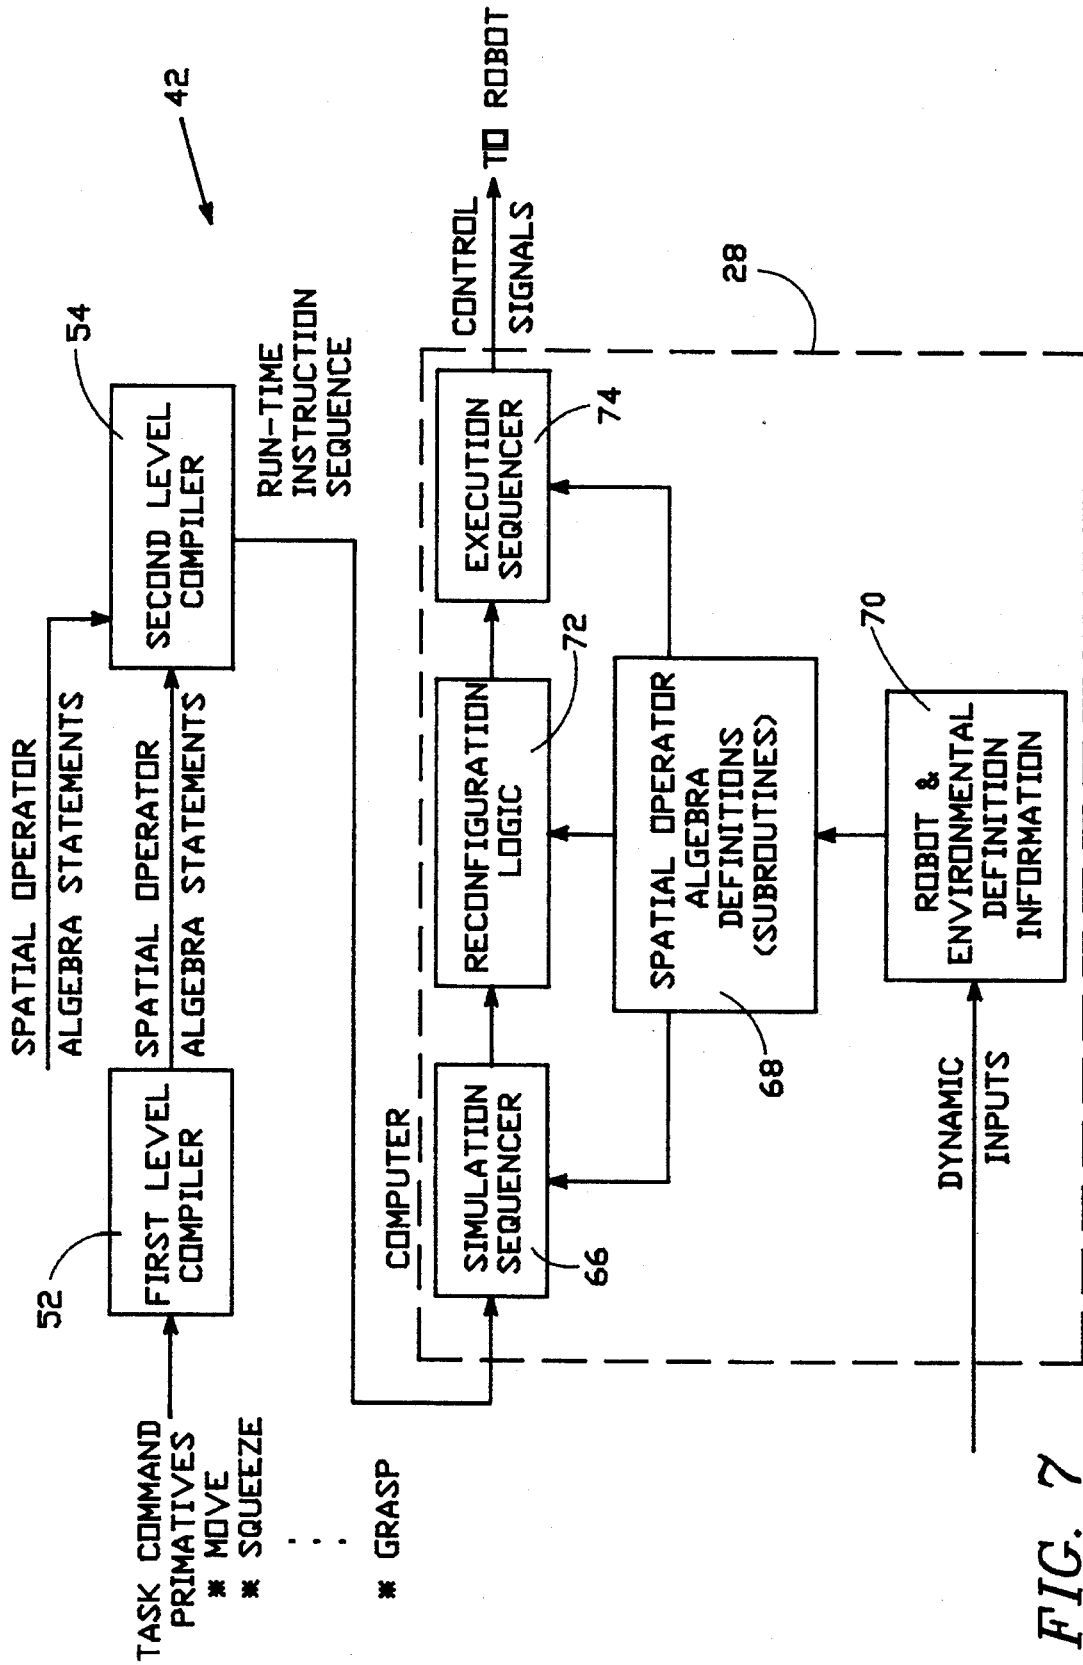 SPATIAL OPERATOR
ALGEBRA STATEMENTS
42
54
52
TASK COMMAND
PRIMATIVES
* MOVE
* SQUEEZE
. . .
* GRASP
FIRST LEVEL
COMPILER
SPATIAL OPERATOR
ALGEBRA STATEMENTS
SECOND LEVEL
COMPILER
RUN-TIME
INSTRUCTION
SEQUENCE
COMPUTER
28
SIMULATION
SEQUENCER
66
RECONFIGURATION
LOGIC
72
EXECUTION
SEQUENCER
74
CONTROL
SIGNALS
TO ROBOT
SPATIAL OPERATOR
ALGEBRA
DEFINITIONS
(SUBROUTINES)
68
70
ROBOT &
ENVIRONMENTAL
DEFINITION
INFORMATION
DYNAMIC
INPUTS
FIG. 7